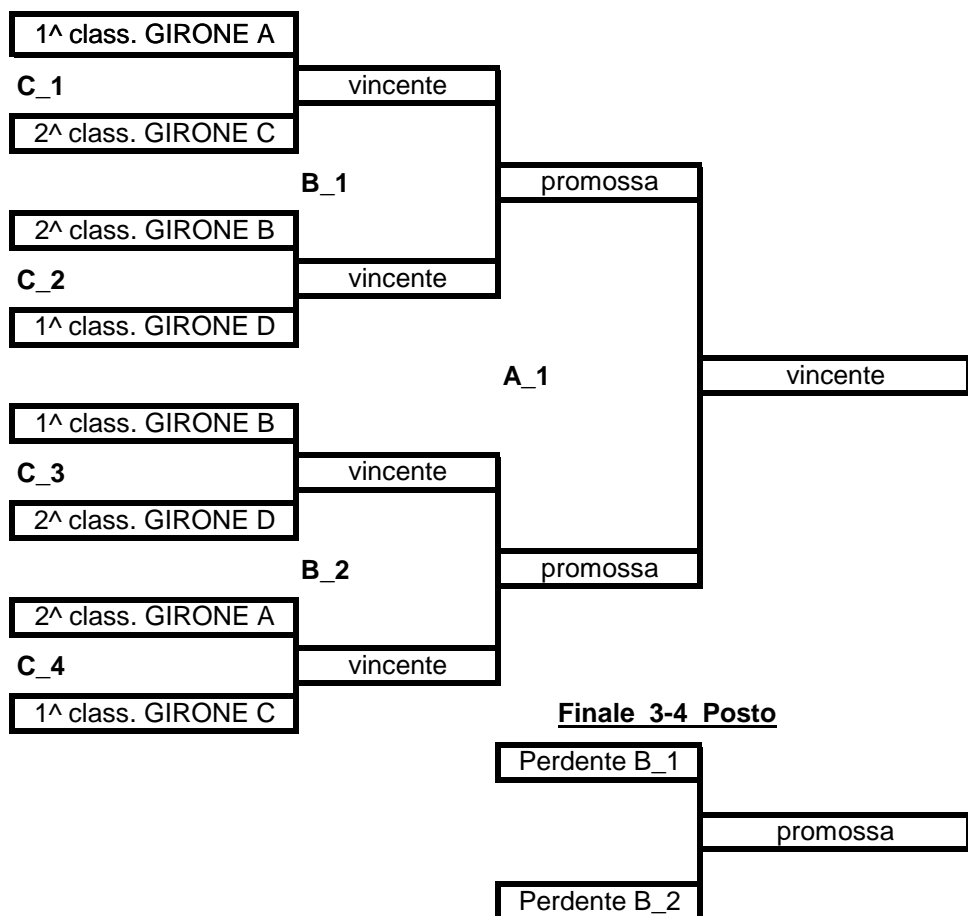 1^ class. GIRONE A
C_1
vincente
2^ class. GIRONE C
B_1
promossa
2^ class. GIRONE B
C_2
vincente
1^ class. GIRONE D
A_1
vincente
1^ class. GIRONE B
C_3
vincente
2^ class. GIRONE D
B_2
promossa
2^ class. GIRONE A
C_4
vincente
1^ class. GIRONE C
Finale 3-4 Posto
Perdente B_1
promossa
Perdente B_2